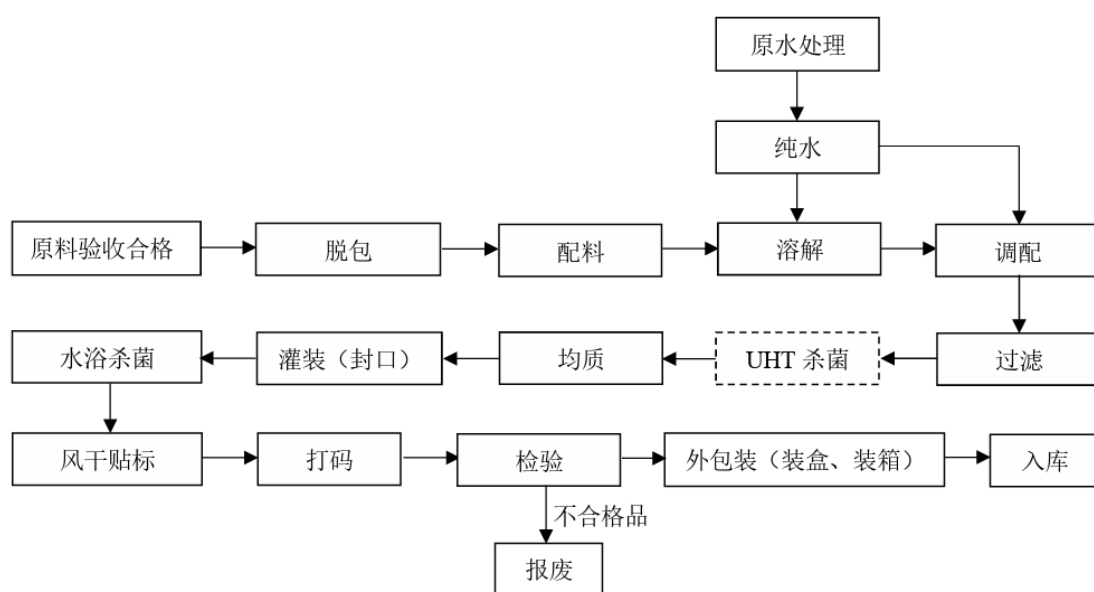 原水处理
纯水
原料验收合格
脱包
配料
溶解
调配
水浴杀菌
灌装（封口）
均质
UHT 杀菌
过滤
风干贴标
打码
检验
外包装（装盒、装箱）
入库
不合格品
报废